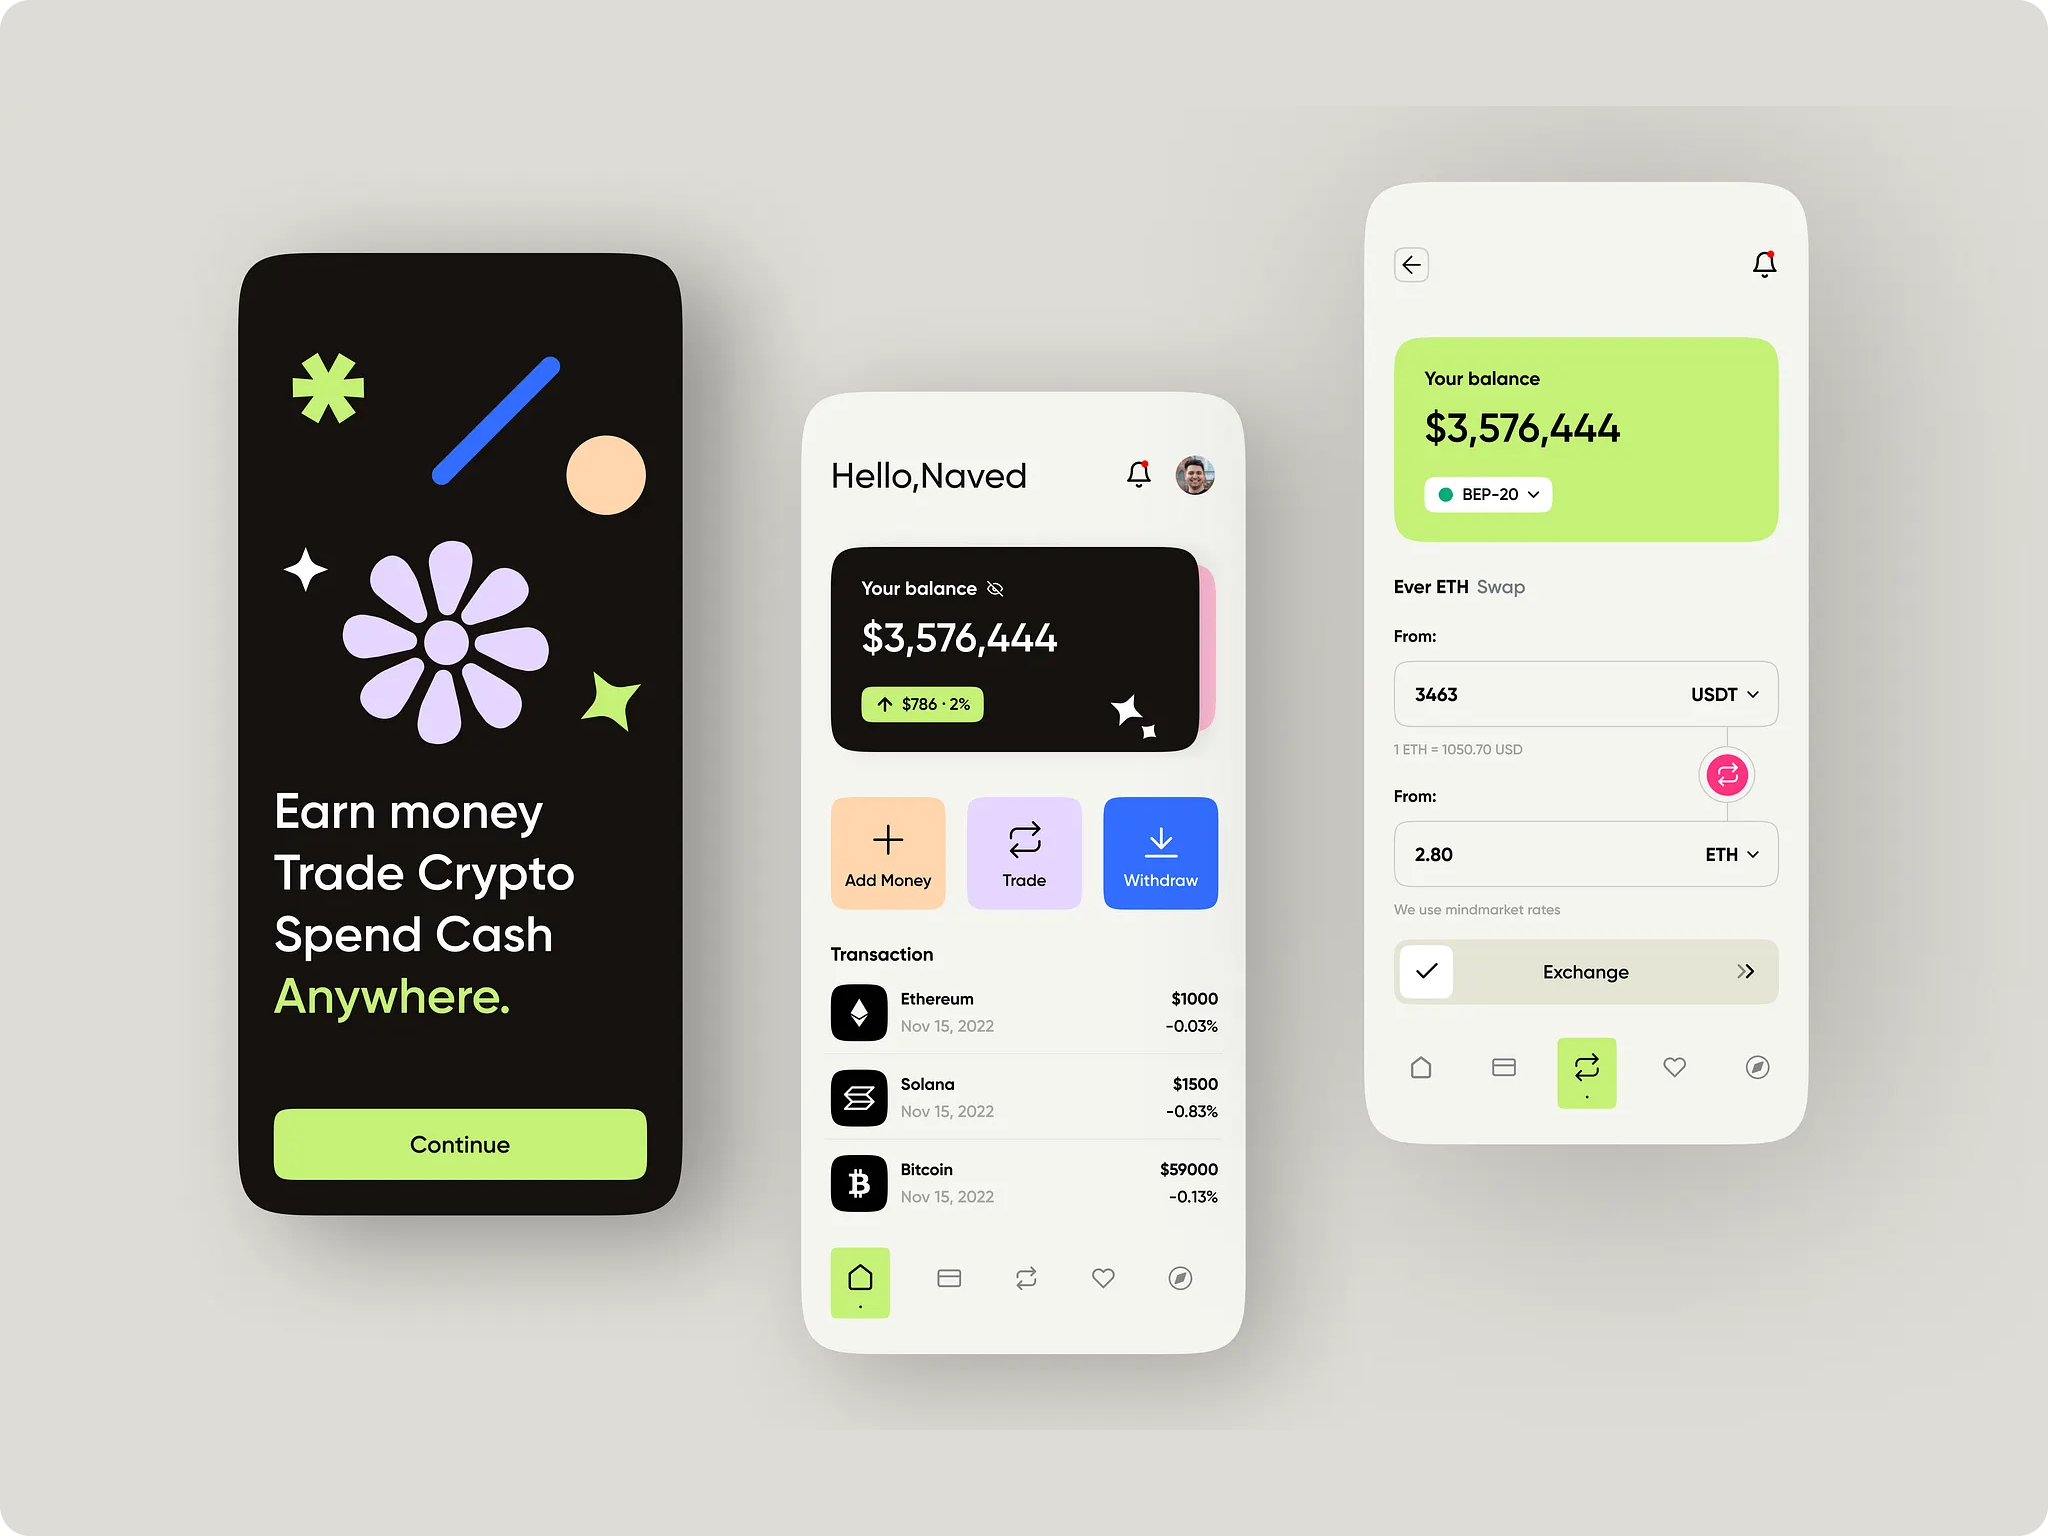 Earn money
Trade Crypto
Spend Cash
Anywhere.
Continue
Hello,Naved
Your balance
$3,576,444
$786 · 2%
Add Money
Trade
Withdraw
Transaction
Ethereum
$1000
Nov 15, 2022
-0.03%
Solana
$1500
Nov 15, 2022
-0.83%
Bitcoin
$59000
Nov 15, 2022
-0.13%
Your balance
$3,576,444
BEP-20
Ever ETH Swap
From:
3463
USDT
1 ETH = 1050.70 USD
From:
2.80
ETH
We use mindmarket rates
Exchange